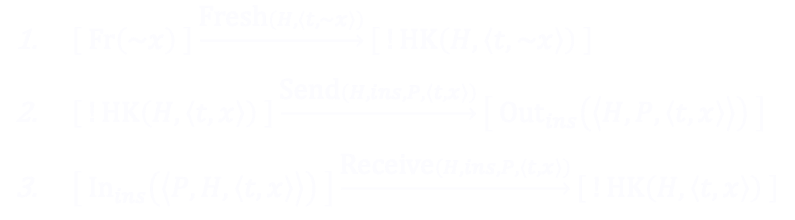 1. [ Fr(~x) ] Fresh(H,⟨t,~x⟩) → [ ! HK(H, ⟨t, ~x⟩) ]
2. [ ! HK(H, ⟨t, x⟩) ] Send(H,ins,P,⟨t,x⟩) → [ Out_ins(⟨H, P, ⟨t, x⟩⟩) ]
3. [ In_ins(⟨P, H, ⟨t, x⟩⟩) ] Receive(H,ins,P,⟨t,x⟩) → [ ! HK(H, ⟨t, x⟩) ]